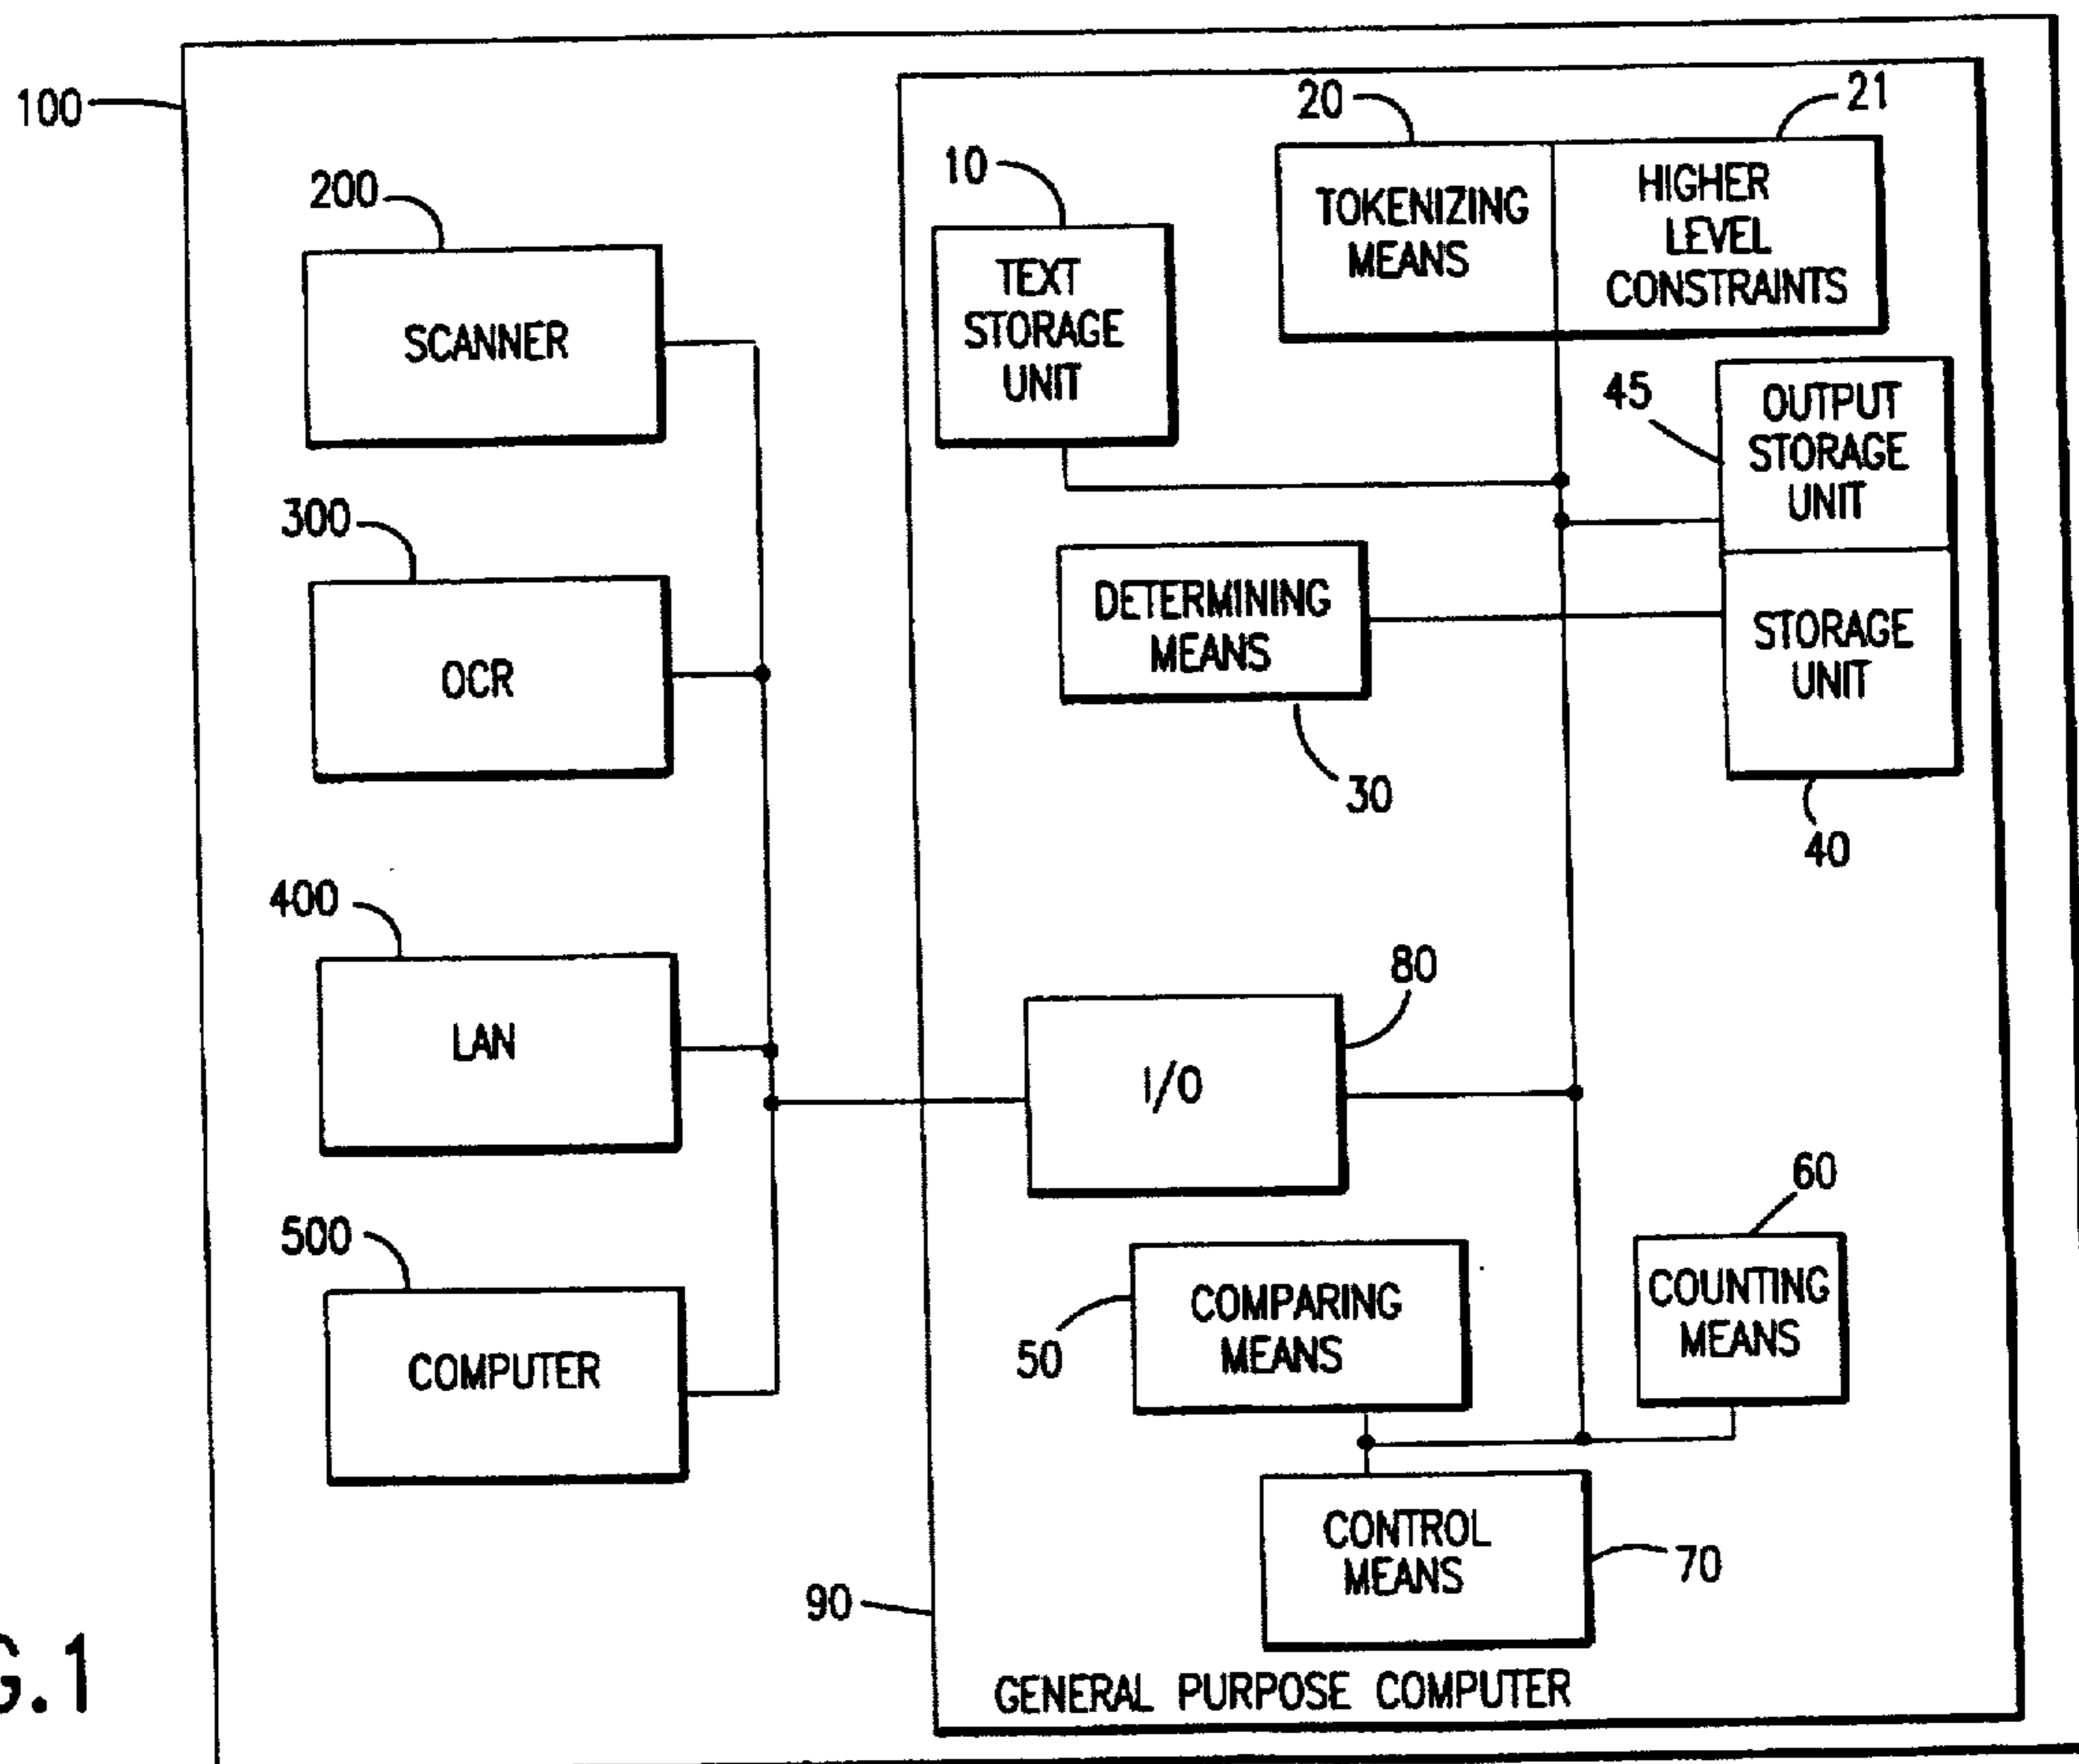 100
200
SCANNER
300
OCR
400
LAN
500
COMPUTER
10
TEXT
STORAGE
UNIT
20
TOKENIZING
MEANS
21
HIGHER
LEVEL
CONSTRAINTS
45
OUTPUT
STORAGE
UNIT
DETERMINING
MEANS
30
STORAGE
UNIT
40
80
I/O
50
COMPARING
MEANS
60
COUNTING
MEANS
CONTROL
MEANS
70
90
GENERAL PURPOSE COMPUTER
G.1